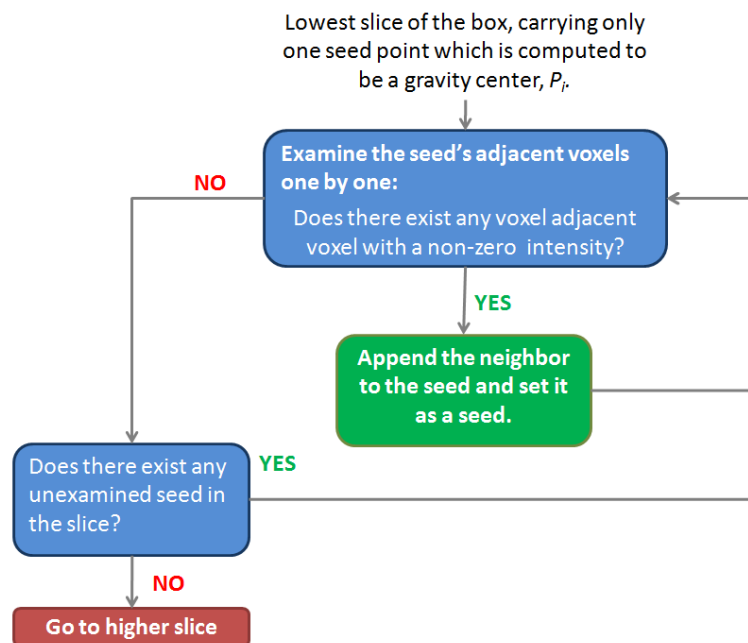 Lowest slice of the box, carrying only
one seed point which is computed to
be a gravity center, Pi.
Examine the seed's adjacent voxels
one by one:
NO
Does there exist any voxel adjacent
voxel with a non-zero intensity?
YES
Append the neighbor
to the seed and set it
as a seed.
Does there exist any
unexamined seed in
the slice?
YES
NO
Go to higher slice